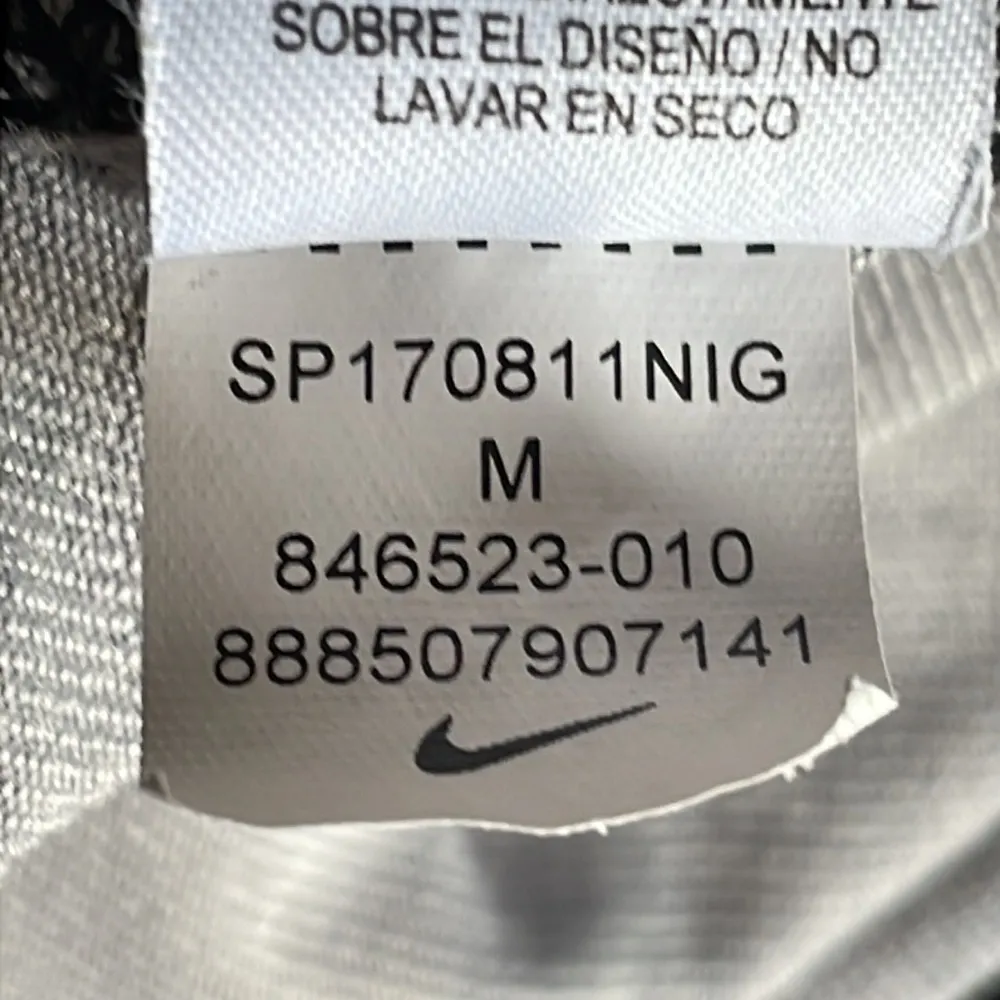 SOBRE EL DISEÑO / NO
LAVAR EN SECO
SP170811NIG
M
846523-010
888507907141